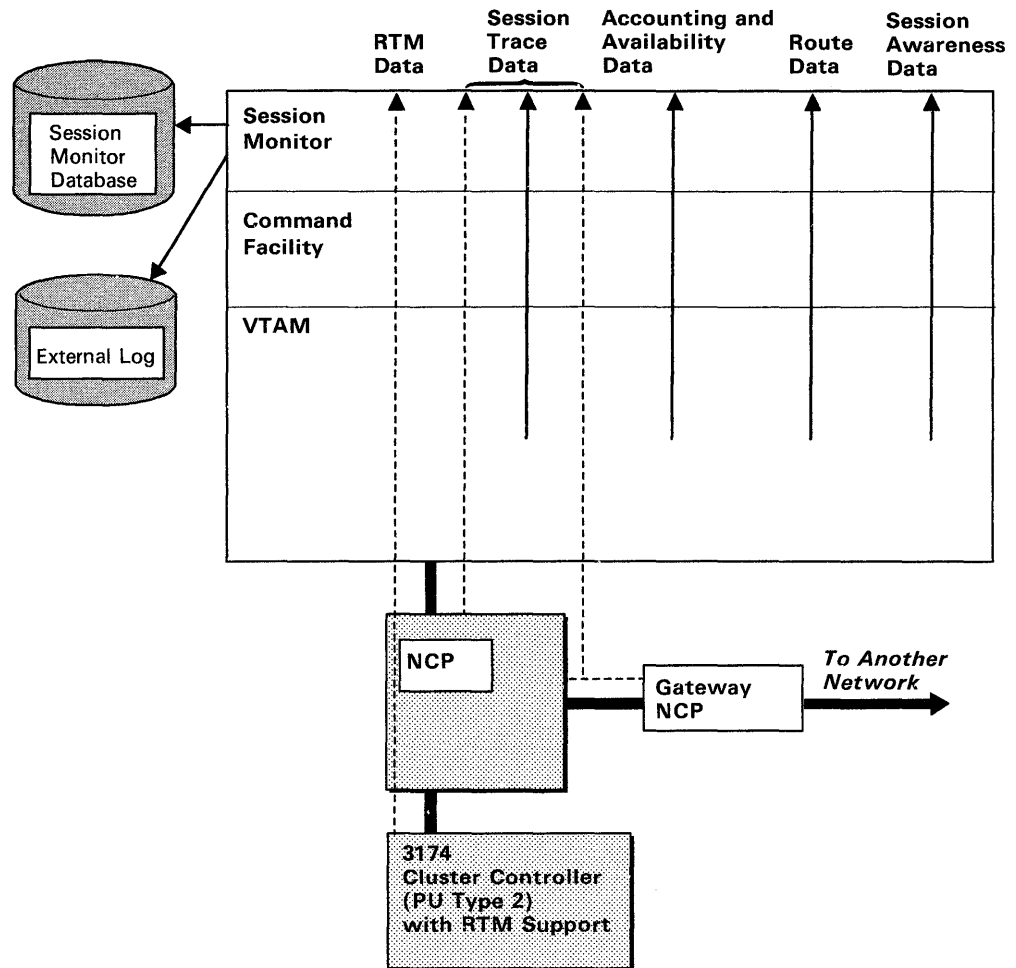 RTM
Data
Session
Trace
Data
Accounting and
Availability
Data
Route
Data
Session
Awareness
Data
Session
Monitor
Database
Session
Monitor
Command
Facility
External Log
VTAM
NCP
Gateway
NCP
To Another
Network
3174
Cluster Controller
(PU Type 2)
with RTM Support